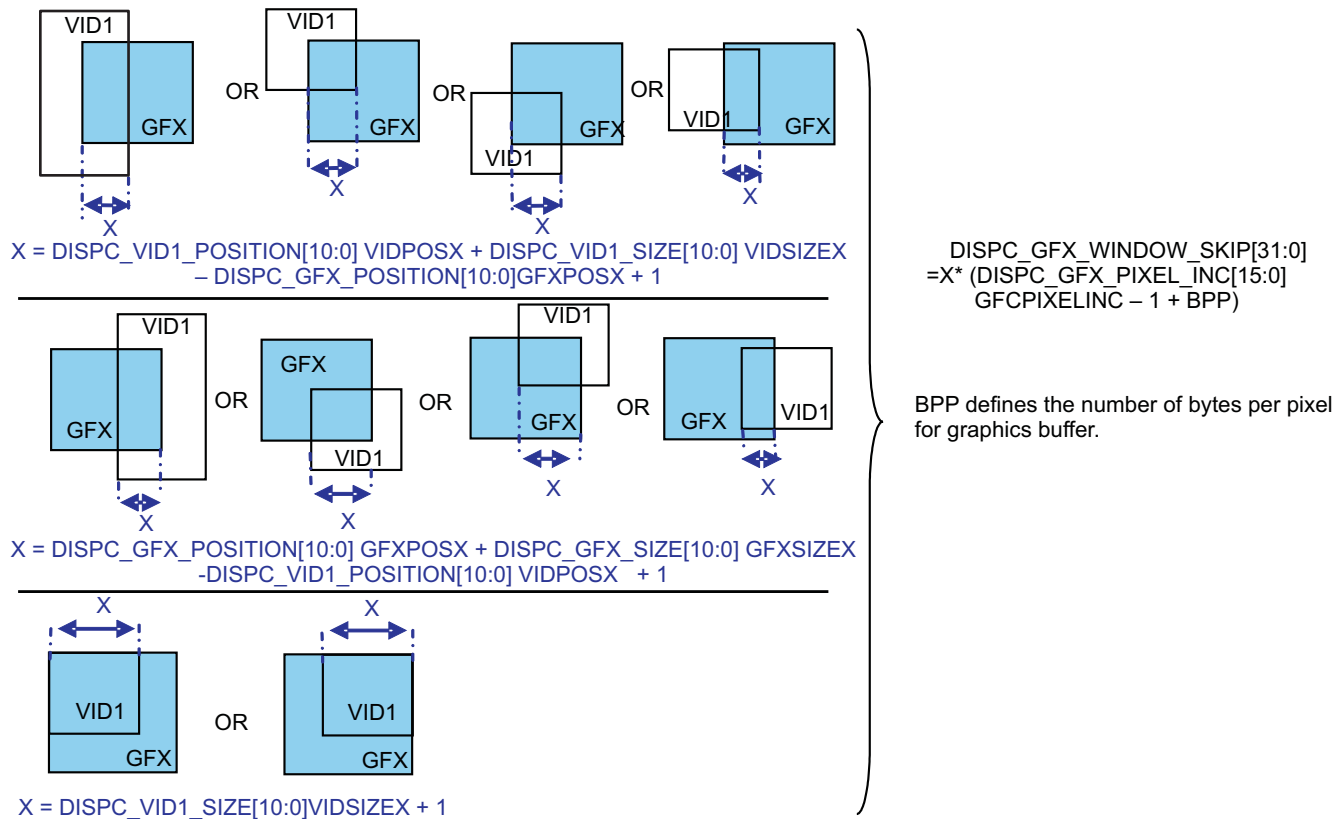 VID1
GFX
X
OR
VID1
GFX
X
OR
GFX
VID1
X
OR
VID1
GFX
X
X = DISPC_VID1_POSITION[10:0] VIDPOSX + DISPC_VID1_SIZE[10:0] VIDSIZEX
– DISPC_GFX_POSITION[10:0]GFXPOSX + 1
VID1
GFX
X
OR
GFX
VID1
X
OR
VID1
GFX
X
OR
GFX
VID1
X
X = DISPC_GFX_POSITION[10:0] GFXPOSX + DISPC_GFX_SIZE[10:0] GFXSIZEX
-DISPC_VID1_POSITION[10:0] VIDPOSX + 1
X
VID1
GFX
OR
X
VID1
GFX
X = DISPC_VID1_SIZE[10:0]VIDSIZEX + 1
DISPC_GFX_WINDOW_SKIP[31:0]
=X* (DISPC_GFX_PIXEL_INC[15:0]
GFCPIXELINC – 1 + BPP)
BPP defines the number of bytes per pixel
for graphics buffer.